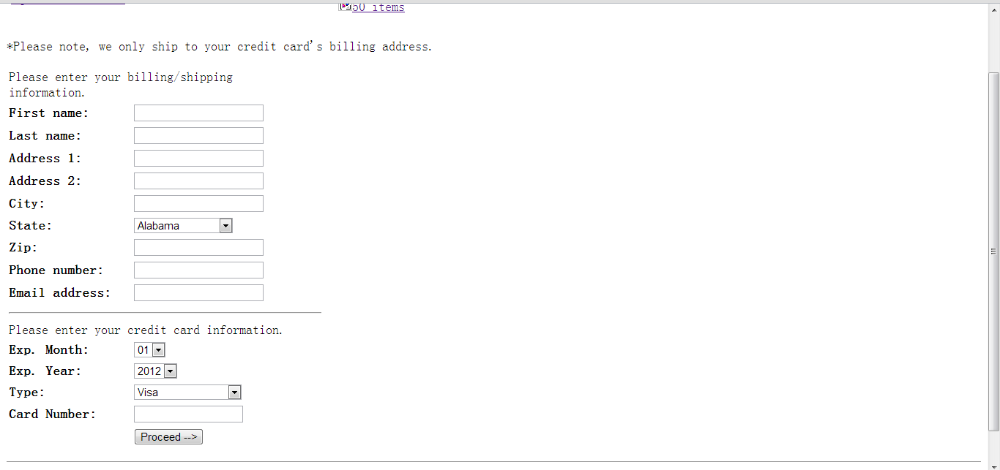 50 items
*Please note, we only ship to your credit card's billing address.
Please enter your billing/shipping
information.
First name:
Last name:
Address 1:
Address 2:
City:
State: Alabama
Zip:
Phone number:
Email address:
Please enter your credit card information.
Exp. Month: 01
Exp. Year: 2012
Type: Visa
Card Number:
Proceed -->